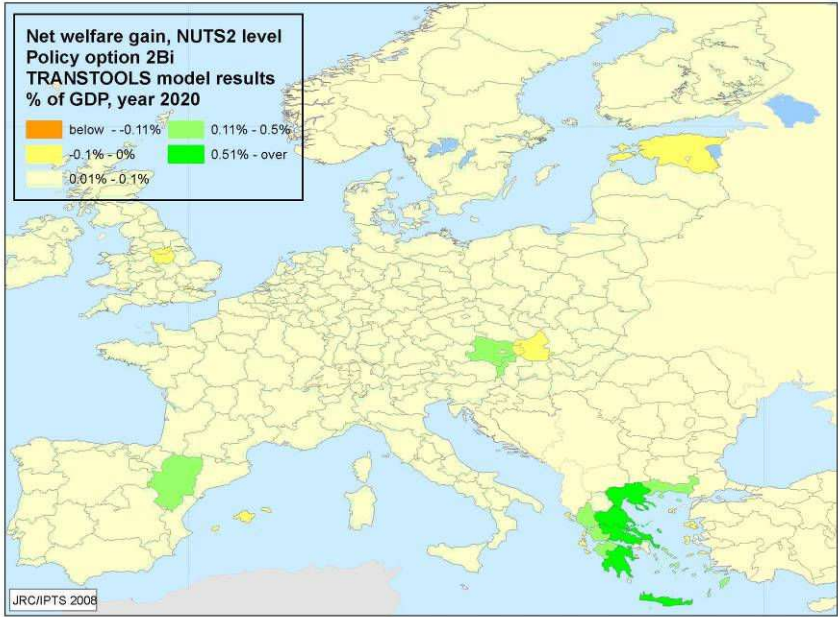 Net welfare gain, NUTS2 level
Policy option 2Bi
TRANSTOOLS model results
% of GDP, year 2020
below - -0.11%
0.11% - 0.5%
-0.1% - 0%
0.51% - over
0.01% - 0.1%
JRC/IPTS 2008